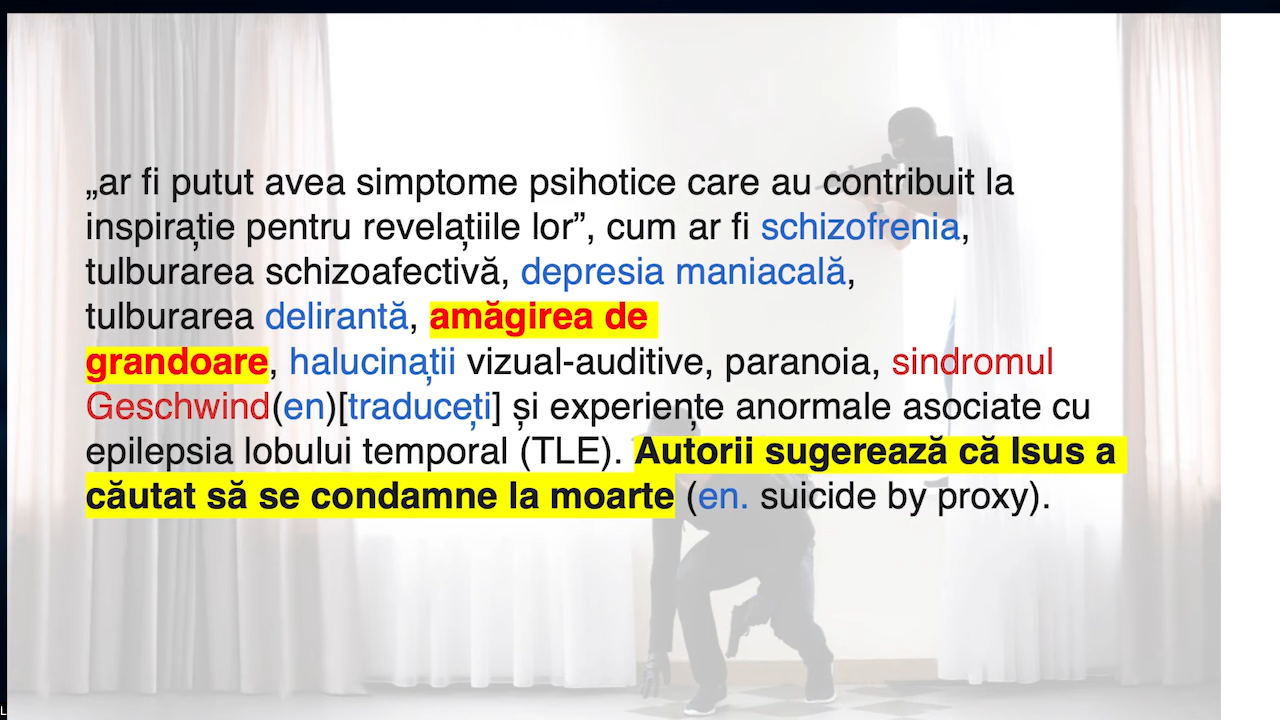 „ar fi putut avea simptome psihotice care au contribuit la
inspirație pentru revelațiile lor”, cum ar fi schizofrenia,
tulburarea schizoafectivă, depresia maniacală,
tulburarea delirantă, amăgirea de
grandoare, halucinații vizual-auditive, paranoia, sindromul
Geschwind(en)[traduceți] și experiențe anormale asociate cu
epilepsia lobului temporal (TLE). Autorii sugerează că Isus a
căutat să se condamne la moarte (en. suicide by proxy).
L